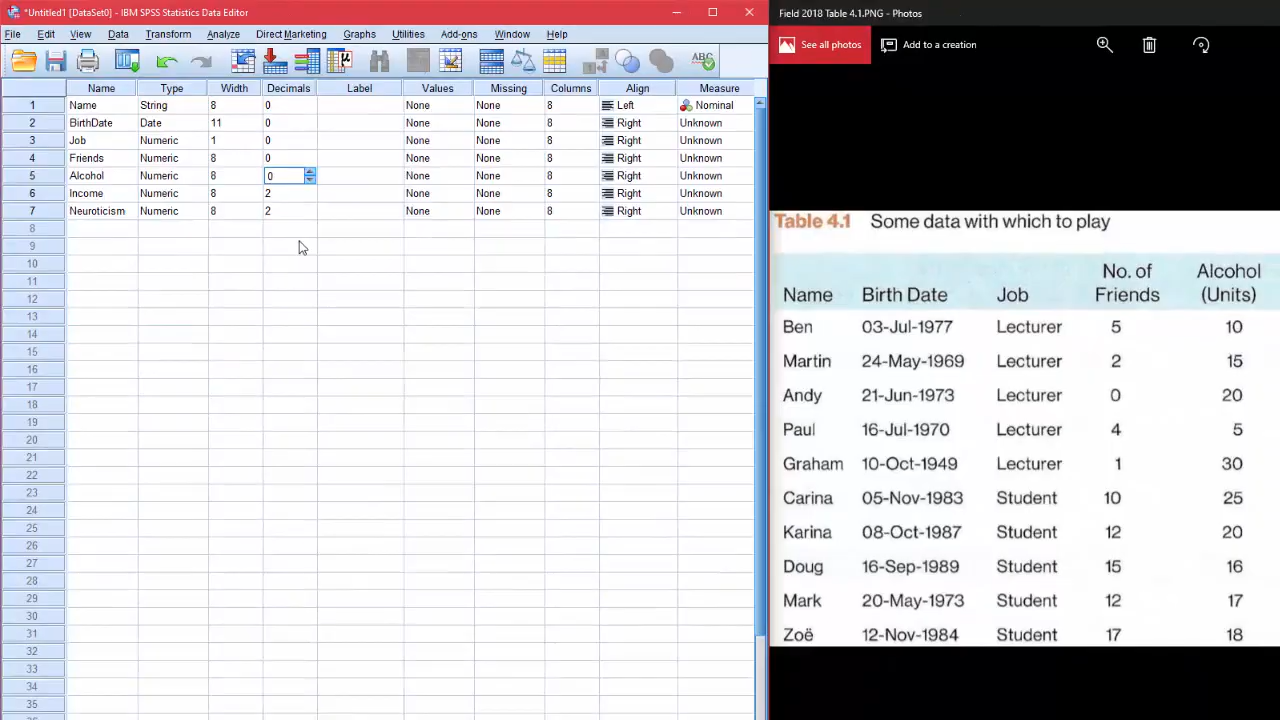 *Untitled1 [DataSet0] - IBM SPSS Statistics Data Editor
File Edit View Data Transform Analyze Direct Marketing Graphs Utilities Add-ons Window Help
ABC
Name Type Width Decimals Label Values Missing Columns Align Measure
1 Name String 8 0 None None 8 Left Nominal
2 BirthDate Date 11 0 None None 8 Right Unknown
3 Job Numeric 1 0 None None 8 Right Unknown
4 Friends Numeric 8 0 None None 8 Right Unknown
5 Alcohol Numeric 8 0 None None 8 Right Unknown
6 Income Numeric 8 2 None None 8 Right Unknown
7 Neuroticism Numeric 8 2 None None 8 Right Unknown
8
9
10
11
12
13
14
15
16
17
18
19
20
21
22
23
24
25
26
27
28
29
30
31
32
33
34
35
Field 2018 Table 4.1.PNG - Photos
See all photos Add to a creation
Table 4.1 Some data with which to play
No. of Alcohol
Name Birth Date Job Friends (Units)
Ben 03-Jul-1977 Lecturer 5 10
Martin 24-May-1969 Lecturer 2 15
Andy 21-Jun-1973 Lecturer 0 20
Paul 16-Jul-1970 Lecturer 4 5
Graham 10-Oct-1949 Lecturer 1 30
Carina 05-Nov-1983 Student 10 25
Karina 08-Oct-1987 Student 12 20
Doug 16-Sep-1989 Student 15 16
Mark 20-May-1973 Student 12 17
Zoë 12-Nov-1984 Student 17 18